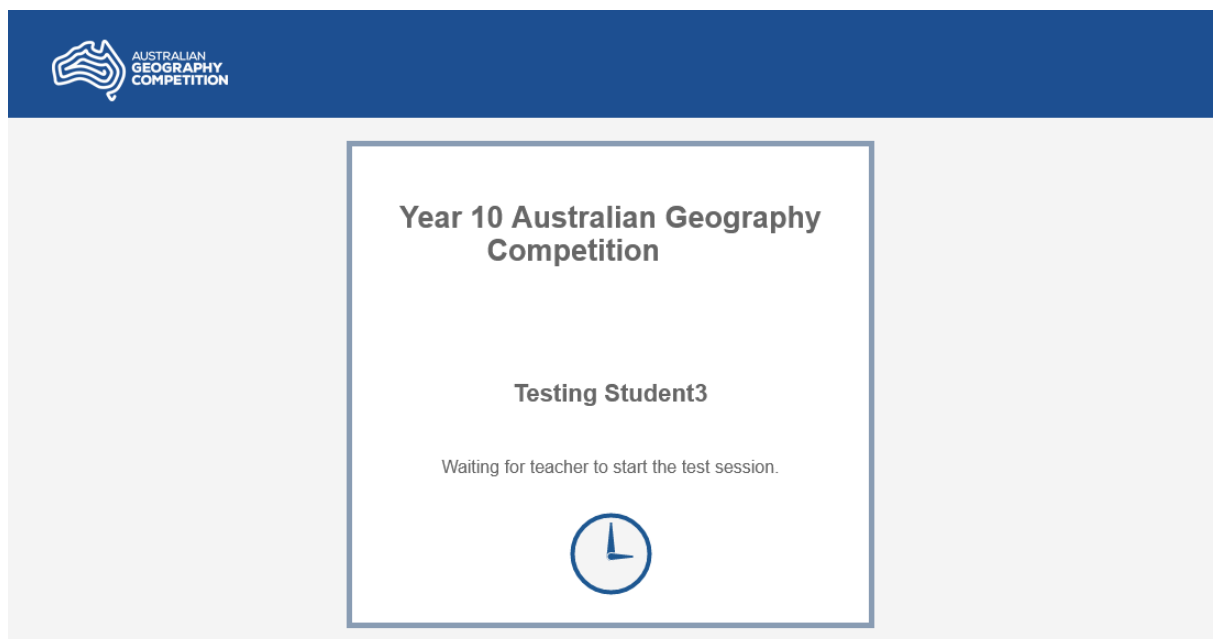 AUSTRALIAN
GEOGRAPHY
COMPETITION
Year 10 Australian Geography
Competition
Testing Student3
Waiting for teacher to start the test session.